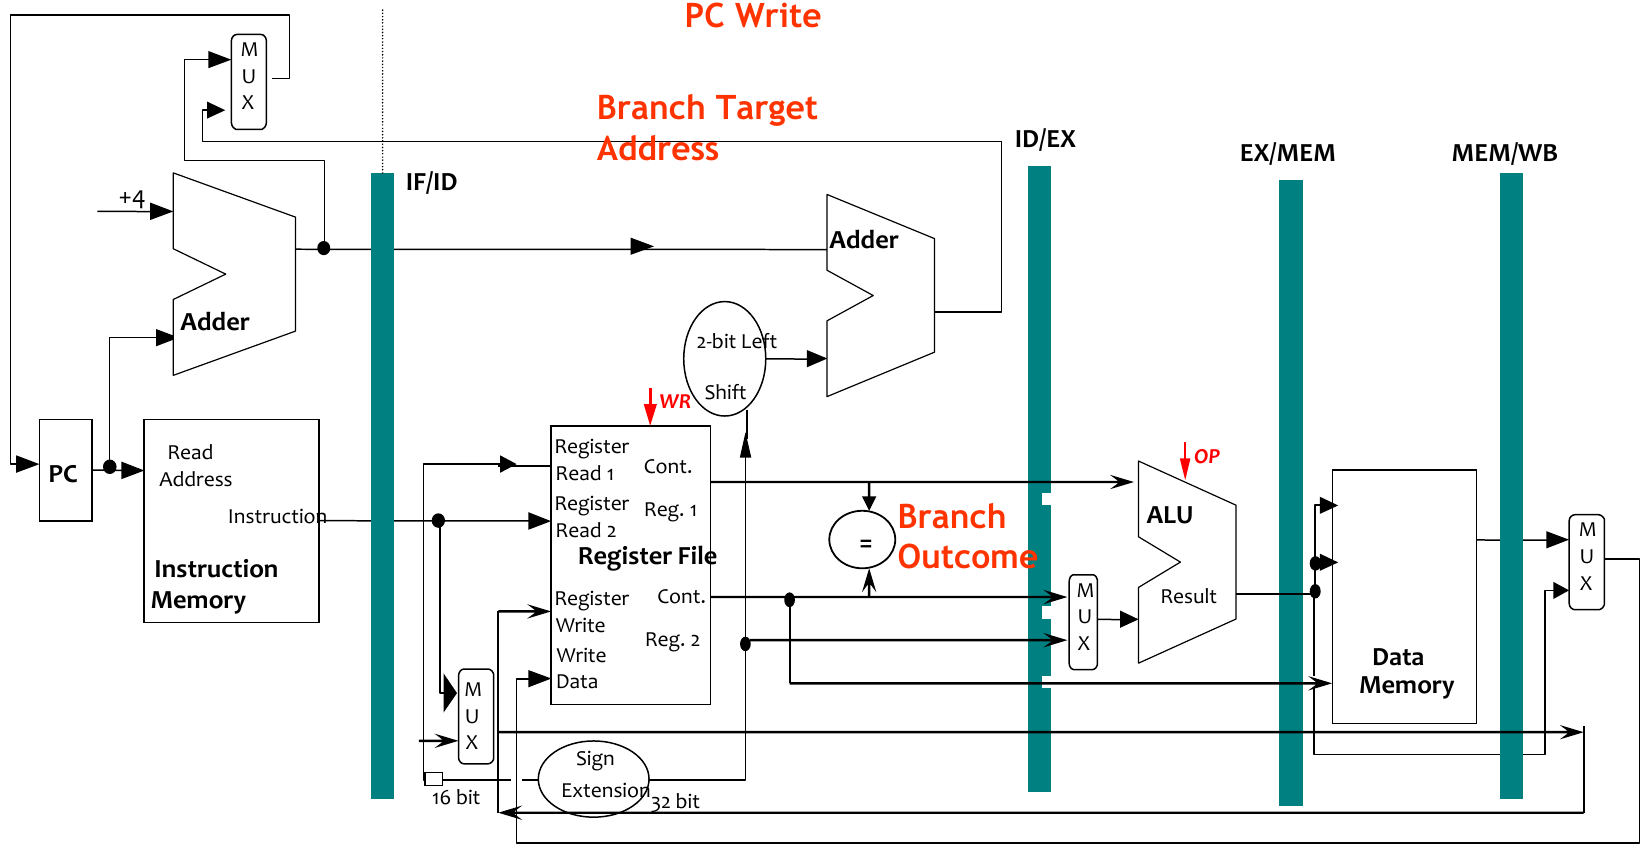 PC Write
M
U
X
Branch Target
Address
ID/EX
EX/MEM
MEM/WB
IF/ID
+4
Adder
Adder
2-bit Left
Shift
WR
PC
Read
Address
Instruction
Instruction
Memory
Register
Read 1
Cont.
Reg. 1
Register
Read 2
Register File
Register
Write
Cont.
Reg. 2
Write
Data
=
Branch
Outcome
OP
ALU
Result
M
U
X
Data
Memory
M
U
X
M
U
X
Sign
Extension
16 bit
32 bit